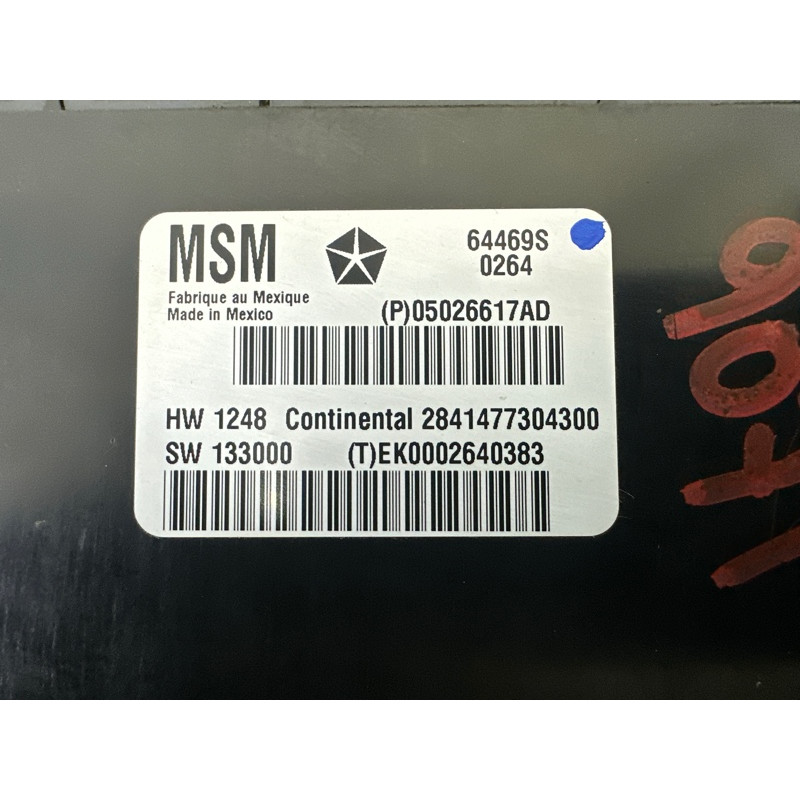 MSM
64469S
0264
Fabrique au Mexique
Made in Mexico
(P)05026617AD
HW 1248 Continental 2841477304300
SW 133000 (T)EK0002640383